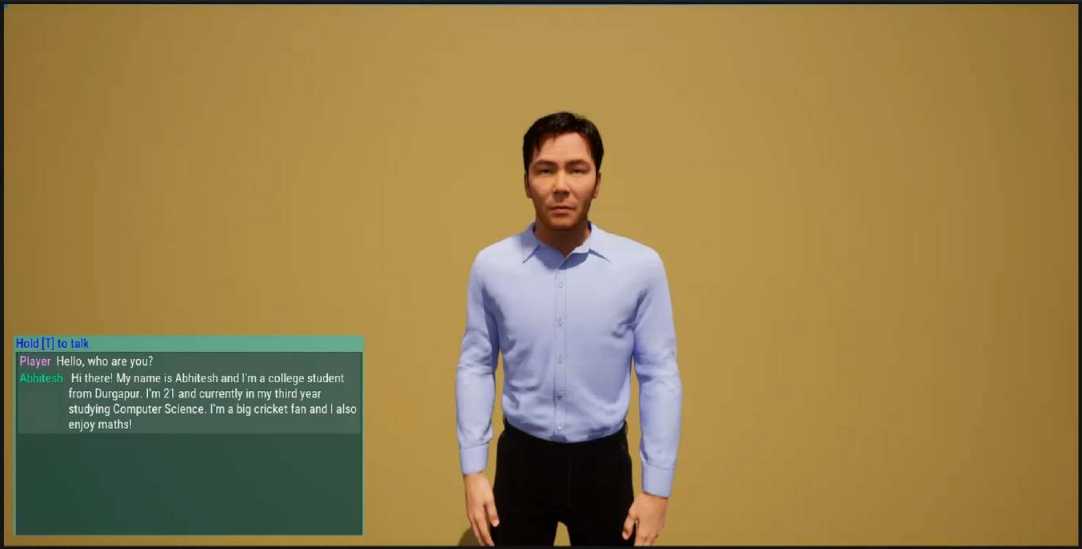 Hold [T] to talk
Player Hello, who are you?
Abhitesh Hi there! My name is Abhitesh and I'm a college student
from Durgapur. I'm 21 and currently in my third year
studying Computer Science. I'm a big cricket fan and I also
enjoy maths!